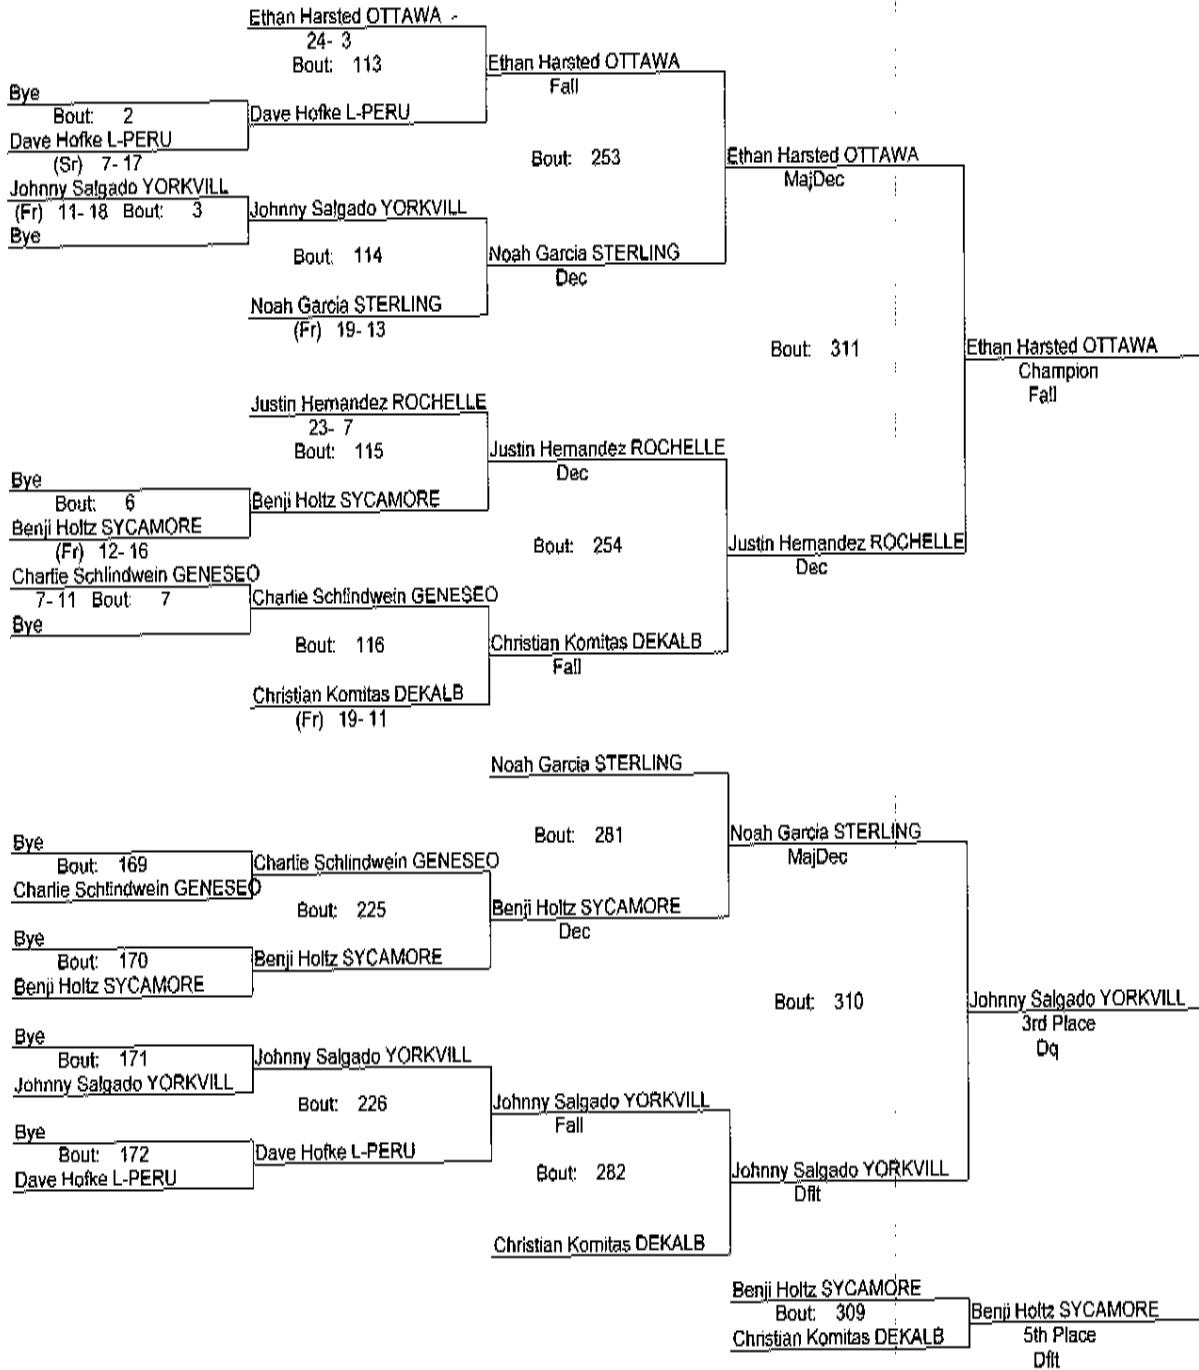 Ethan Harsted OTTAWA -
24- 3
Bout: 113
Ethan Harsted OTTAWA
Fall
Bye
Bout: 2
Dave Hofke L-PERU
Dave Hofke L-PERU
(Sr) 7- 17
Bout: 253
Ethan Harsted OTTAWA
MajDec
Johnny Salgado YORKVILL
(Fr) 11- 18 Bout: 3
Johnny Salgado YORKVILL
Bye
Bout: 114
Noah Garcia STERLING
Dec
Noah Garcia STERLING
(Fr) 19- 13
Bout: 311
Ethan Harsted OTTAWA
Champion
Fall
Justin Hernandez ROCHELLE
23- 7
Bout: 115
Justin Hernandez ROCHELLE
Dec
Bye
Bout: 6
Benji Holtz SYCAMORE
Benji Holtz SYCAMORE
(Fr) 12- 16
Bout: 254
Justin Hernandez ROCHELLE
Dec
Charlie Schlindwein GENESEO
7- 11 Bout: 7
Charlie Schlindwein GENESEO
Bye
Bout: 116
Christian Komitas DEKALB
Fall
Christian Komitas DEKALB
(Fr) 19- 11
Noah Garcia STERLING
Bout: 281
Noah Garcia STERLING
MajDec
Bye
Bout: 169
Charlie Schlindwein GENESEO
Charlie Schlindwein GENESEO
Bout: 225
Benji Holtz SYCAMORE
Dec
Bye
Bout: 170
Benji Holtz SYCAMORE
Benji Holtz SYCAMORE
Bout: 310
Johnny Salgado YORKVILL
3rd Place
Dq
Bye
Bout: 171
Johnny Salgado YORKVILL
Johnny Salgado YORKVILL
Bout: 226
Johnny Salgado YORKVILL
Fall
Bye
Bout: 172
Dave Hofke L-PERU
Dave Hofke L-PERU
Bout: 282
Johnny Salgado YORKVILL
Dflt
Christian Komitas DEKALB
Benji Holtz SYCAMORE
Bout: 309
Benji Holtz SYCAMORE
Christian Komitas DEKALB
5th Place
Dflt